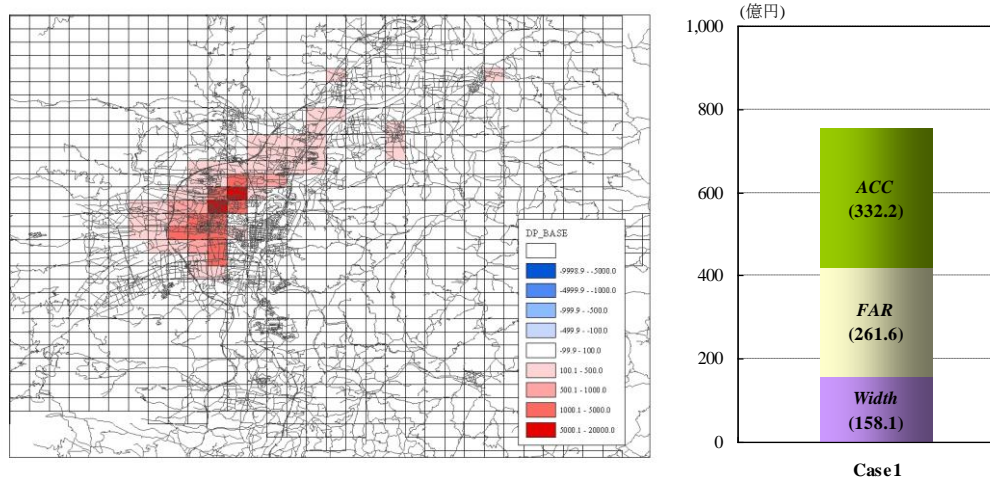 DP_BASE
-9998.9 - -5000.0
-4999.9 - -1000.0
-999.9 - -500.0
-499.9 - -100.0
-99.9 - 100.0
100.1 - 500.0
500.1 - 1000.0
1000.1 - 5000.0
5000.1 - 20000.0
(億円)
1,000
800
600
400
200
0
ACC
(332.2)
FAR
(261.6)
Width
(158.1)
Case1